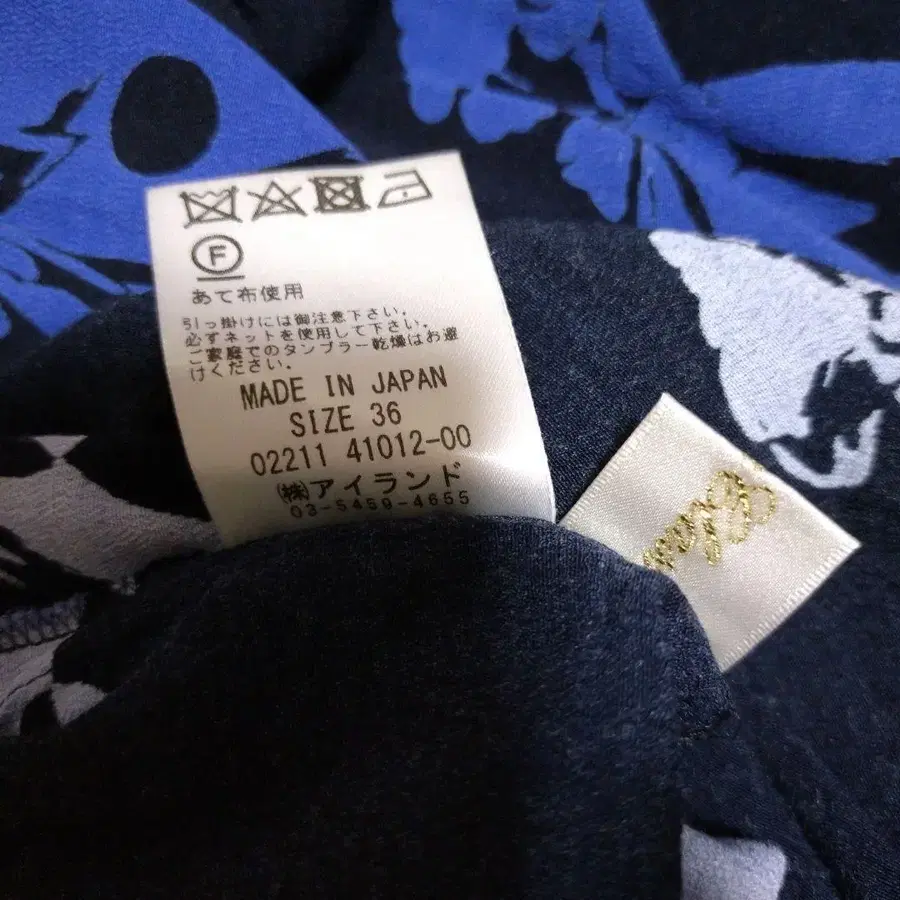 F
あて布使用
引っ掛けには御注意下さい。
必ずネットを使用して下さい。
ご家庭でのタンブラー乾燥はお避
けください。
MADE IN JAPAN
SIZE 36
02211 41012-00
㈱アイランド
03-5459-4655